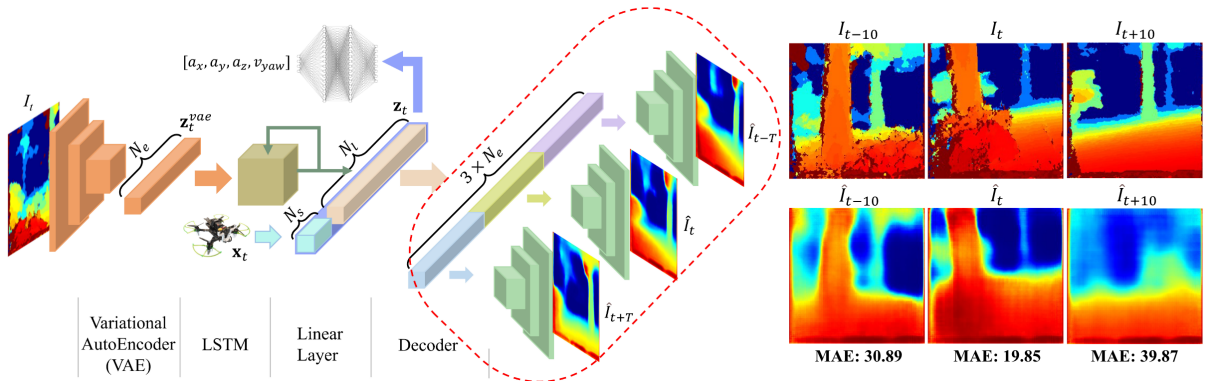 [a_x, a_y, a_z, v_yaw]
I_t
z_t^{vae}
N_e
z_t
N_l
N_s
x_t
3 × N_e
Î_{t-T}
Î_t
Î_{t+T}
Variational
AutoEncoder
(VAE)
LSTM
Linear
Layer
Decoder
I_{t-10}
I_t
I_{t+10}
Î_{t-10}
Î_t
Î_{t+10}
MAE: 30.89
MAE: 19.85
MAE: 39.87